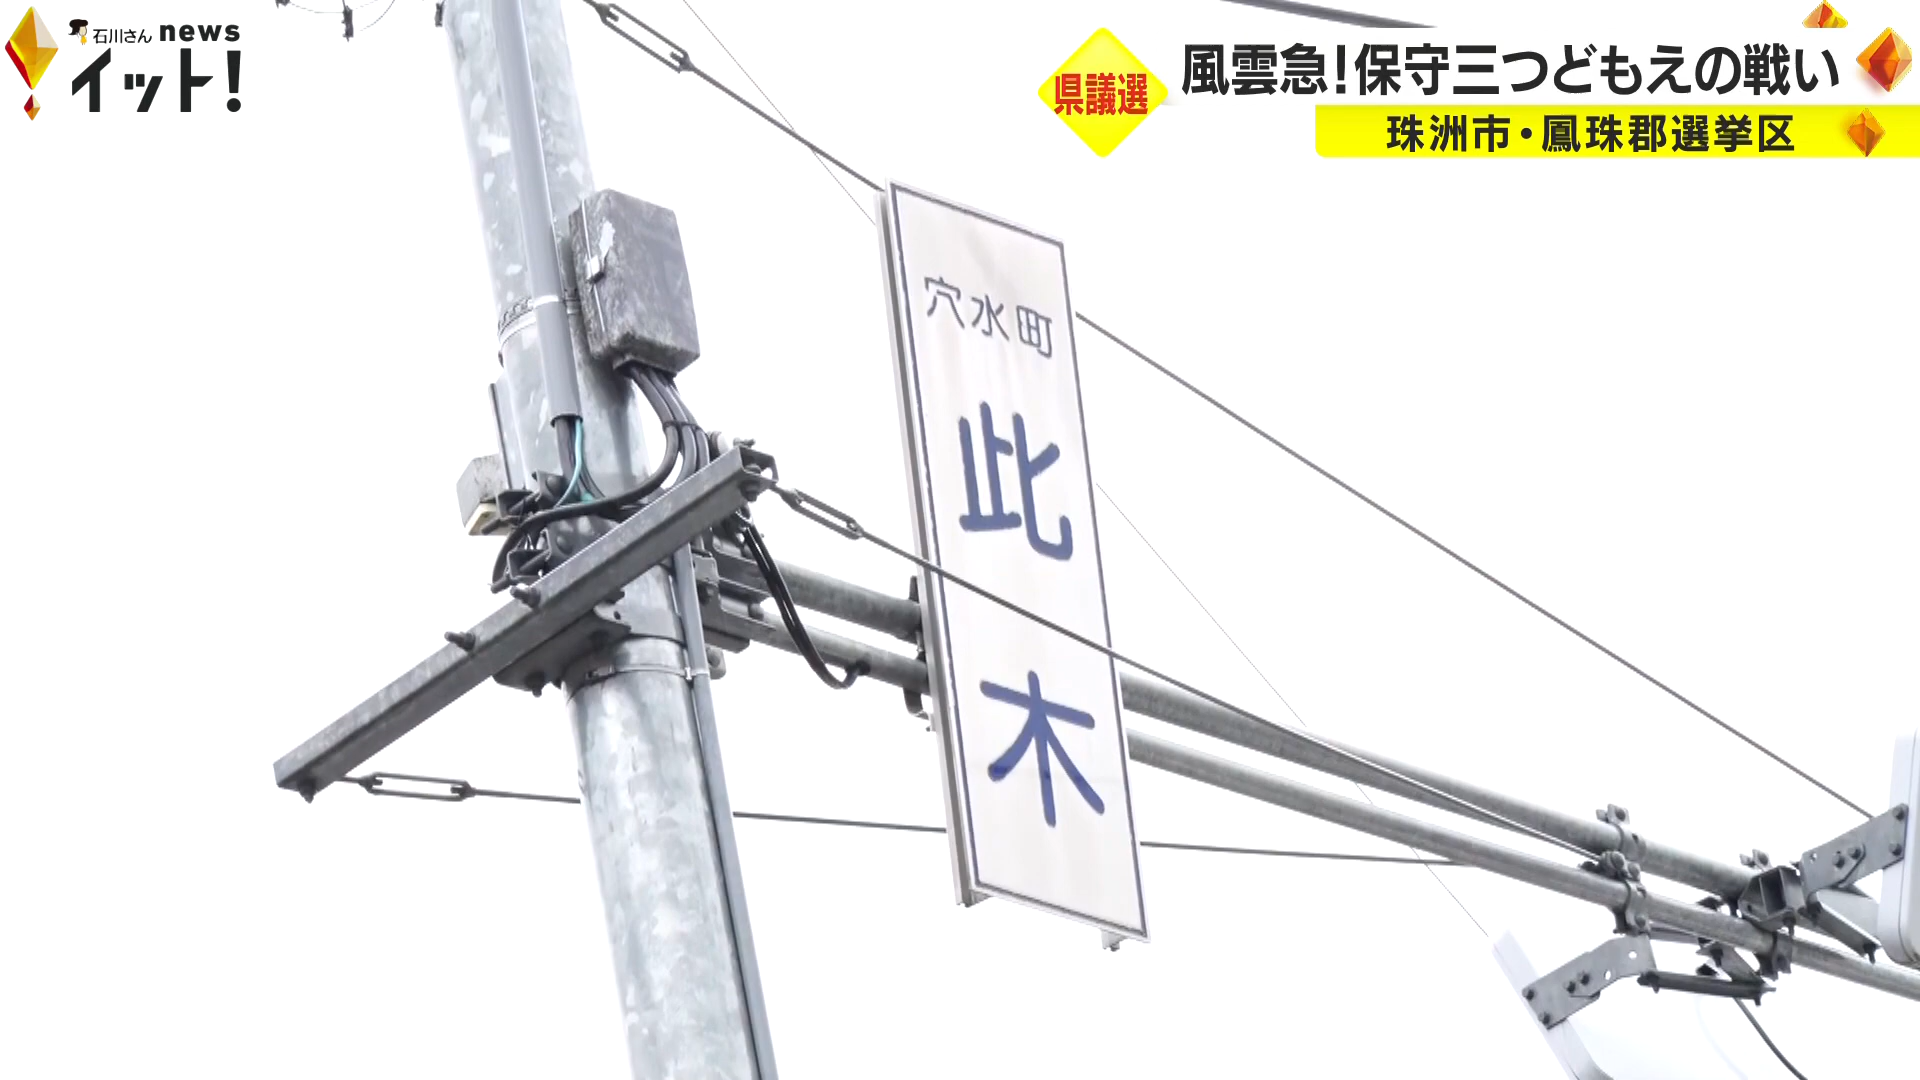 石川さん news
イット!
県議選
風雲急!保守三つどもえの戦い
珠洲市・鳳珠郡選挙区
穴水町
此木